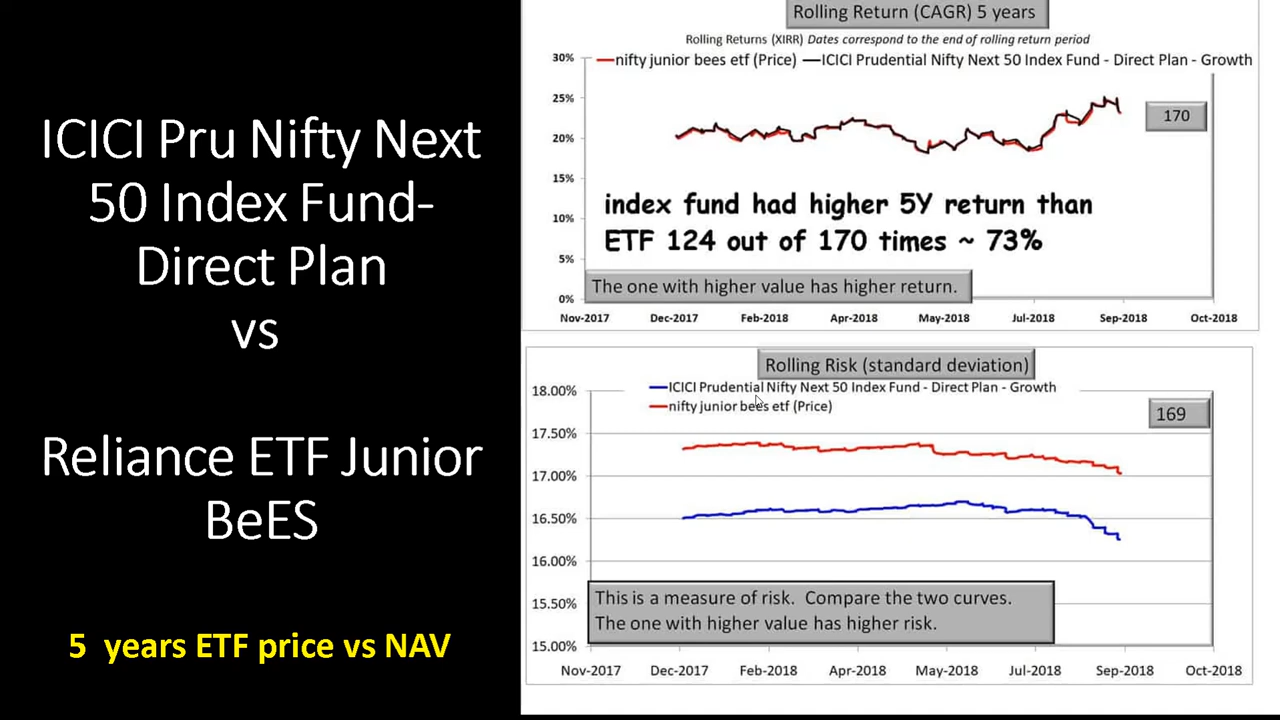 ICICI Pru Nifty Next
50 Index Fund-
Direct Plan
vs
Reliance ETF Junior
BeES
5 years ETF price vs NAV
Rolling Return (CAGR) 5 years
Rolling Returns (XIRR) Dates correspond to the end of rolling return period
nifty junior bees etf (Price)
ICICI Prudential Nifty Next 50 Index Fund - Direct Plan - Growth
30%
25%
20%
15%
10%
5%
0%
170
index fund had higher 5Y return than
ETF 124 out of 170 times ~ 73%
The one with higher value has higher return.
Nov-2017 Dec-2017 Feb-2018 Apr-2018 May-2018 Jul-2018 Sep-2018 Oct-2018
Rolling Risk (standard deviation)
ICICI Prudential Nifty Next 50 Index Fund - Direct Plan - Growth
nifty junior bees etf (Price)
18.00%
17.50%
17.00%
16.50%
16.00%
15.50%
15.00%
169
This is a measure of risk. Compare the two curves.
The one with higher value has higher risk.
Nov-2017 Dec-2017 Feb-2018 Apr-2018 May-2018 Jul-2018 Sep-2018 Oct-2018